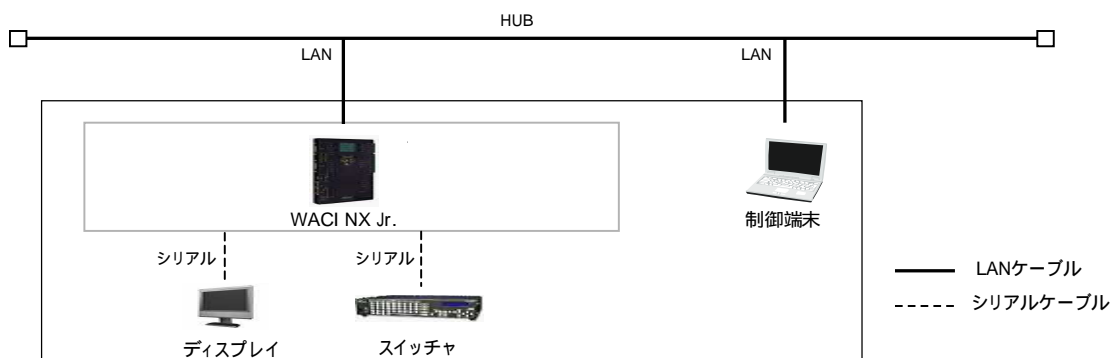 HUB
LAN
LAN
WACI NX Jr.
制御端末
シリアル
シリアル
LANケーブル
シリアルケーブル
ディスプレイ
スイッチャ